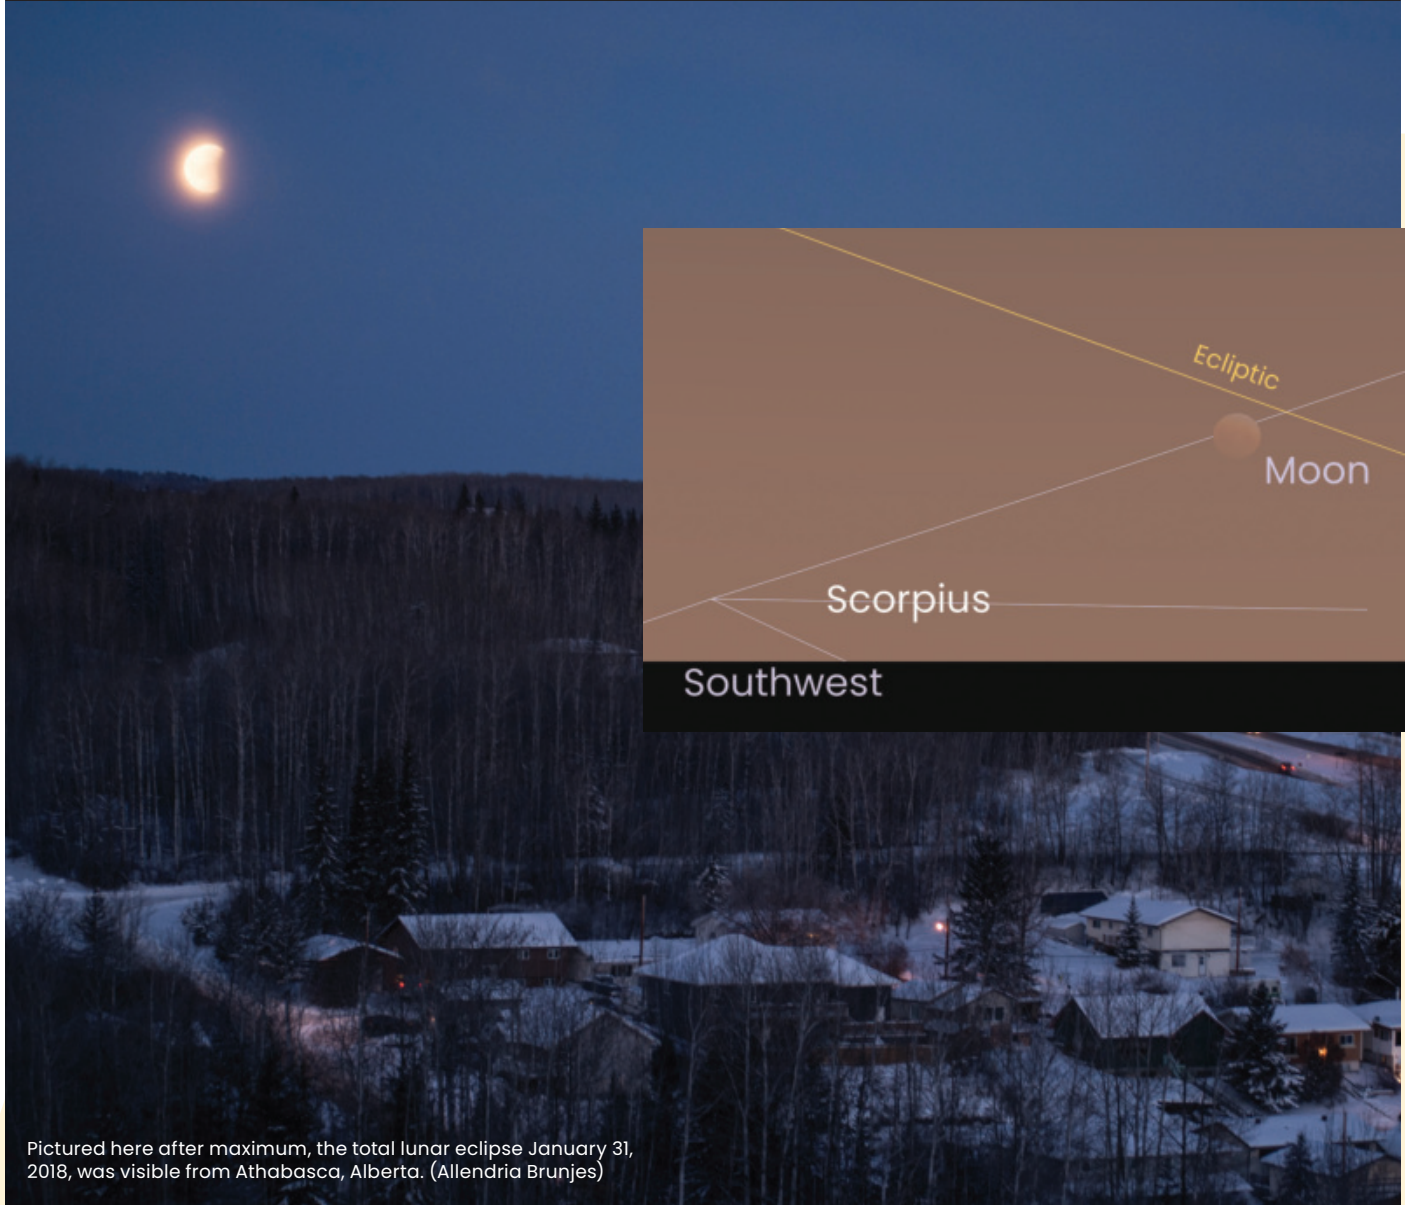 Ecliptic
Moon
Scorpius
Southwest
Pictured here after maximum, the total lunar eclipse January 31,
2018, was visible from Athabasca, Alberta. (Allendria Brunjes)